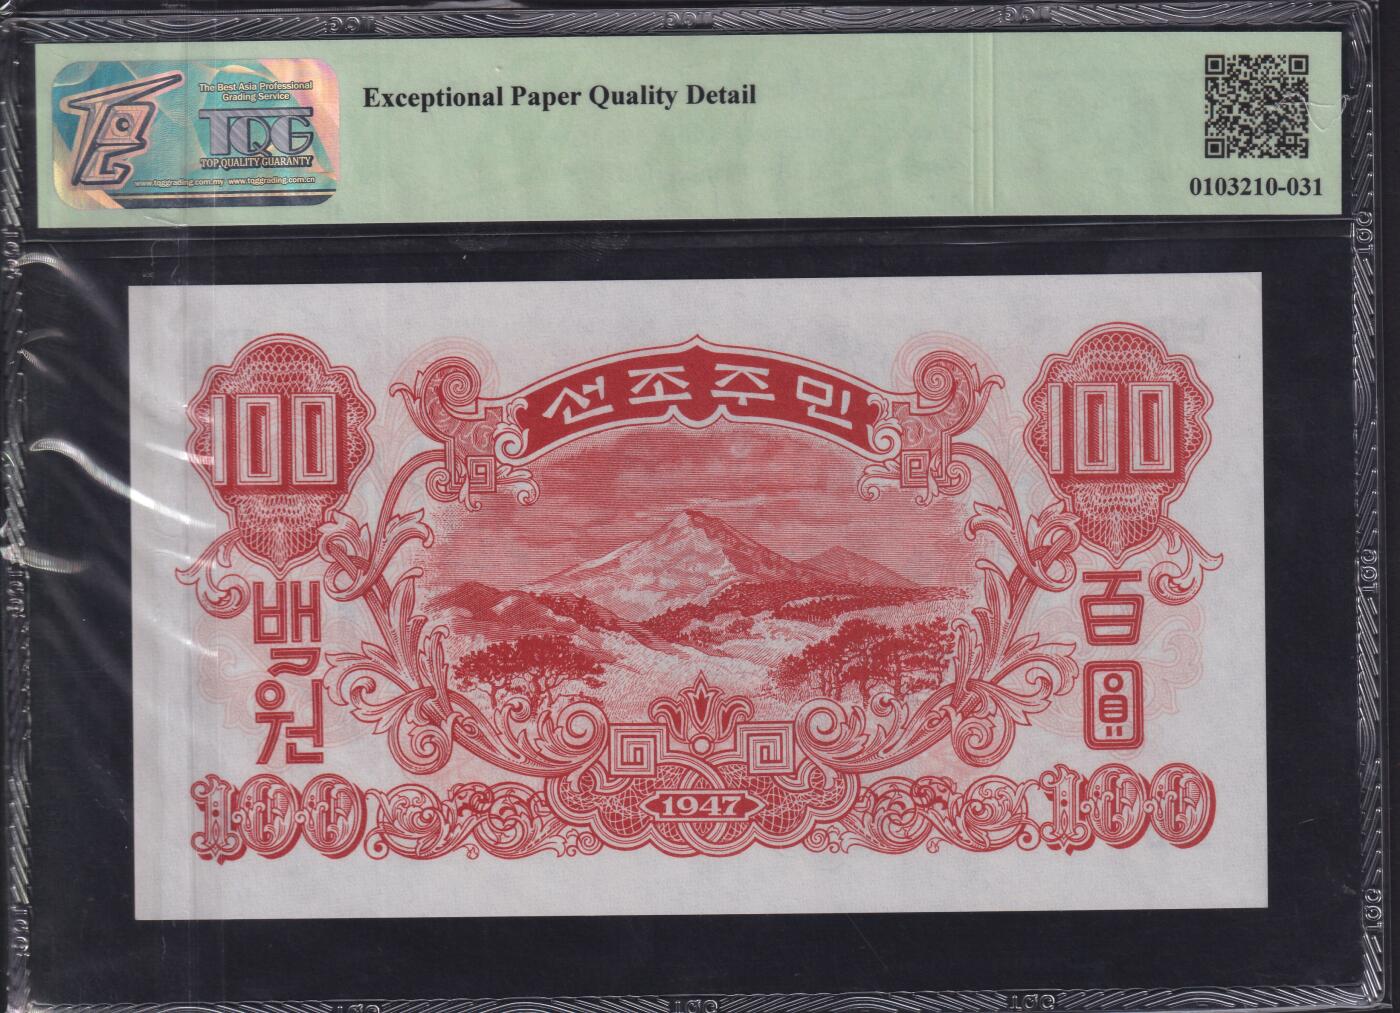 The Best Asia Professional
Grading Service
TQG
TOP QUALITY GUARANTY
www.tqggrading.com.my www.tqggrading.com.cn
Exceptional Paper Quality Detail
0103210-031
선조주민
100
100
백원
百圓
100
1947
100